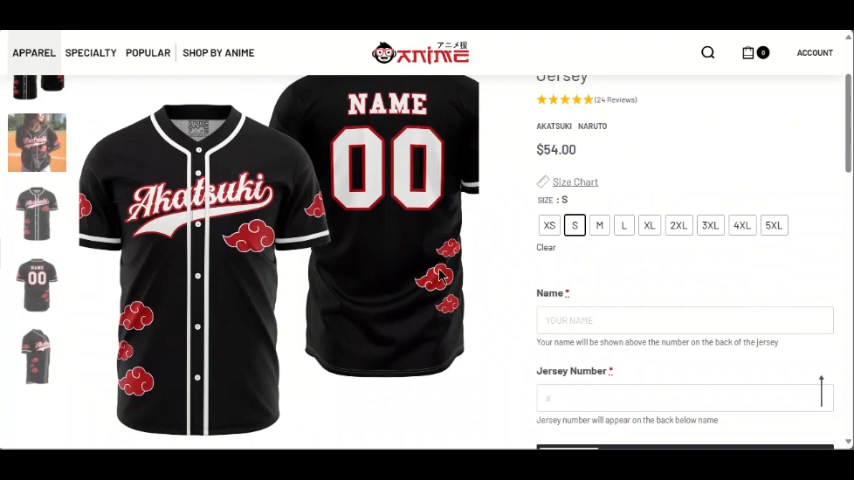 APPAREL SPECIALTY POPULAR SHOP BY ANIME
アニメ猿
ANIME
0 ACCOUNT
Jersey
(24 Reviews)
AKATSUKI NARUTO
$54.00
Size Chart
SIZE : S
XS S M L XL 2XL 3XL 4XL 5XL
Clear
Name *
YOUR NAME
Your name will be shown above the number on the back of the jersey
Jersey Number *
#
Jersey number will appear on the back below name
Akatsuki
NAME
00
Akatsuki
NAME
00